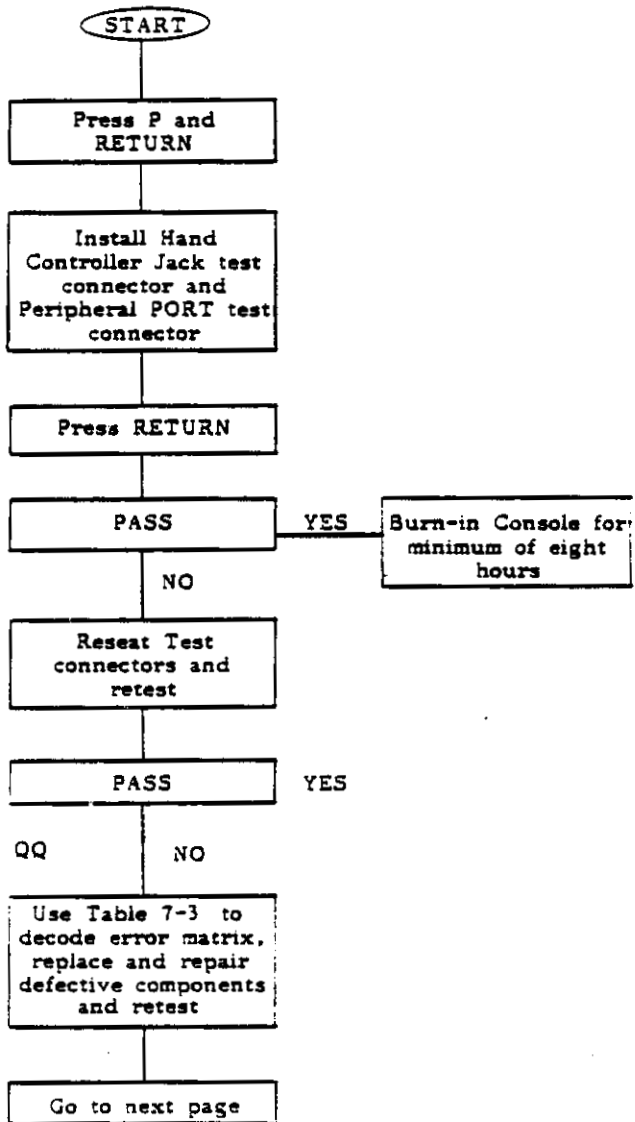 START
Press P and
RETURN
Install Hand
Controller Jack test
connector and
Peripheral PORT test
connector
Press RETURN
PASS
YES
Burn-in Console for
minimum of eight
hours
NO
Reseat Test
connectors and
retest
PASS
YES
QQ
NO
Use Table 7-3 to
decode error matrix,
replace and repair
defective components
and retest
Go to next page